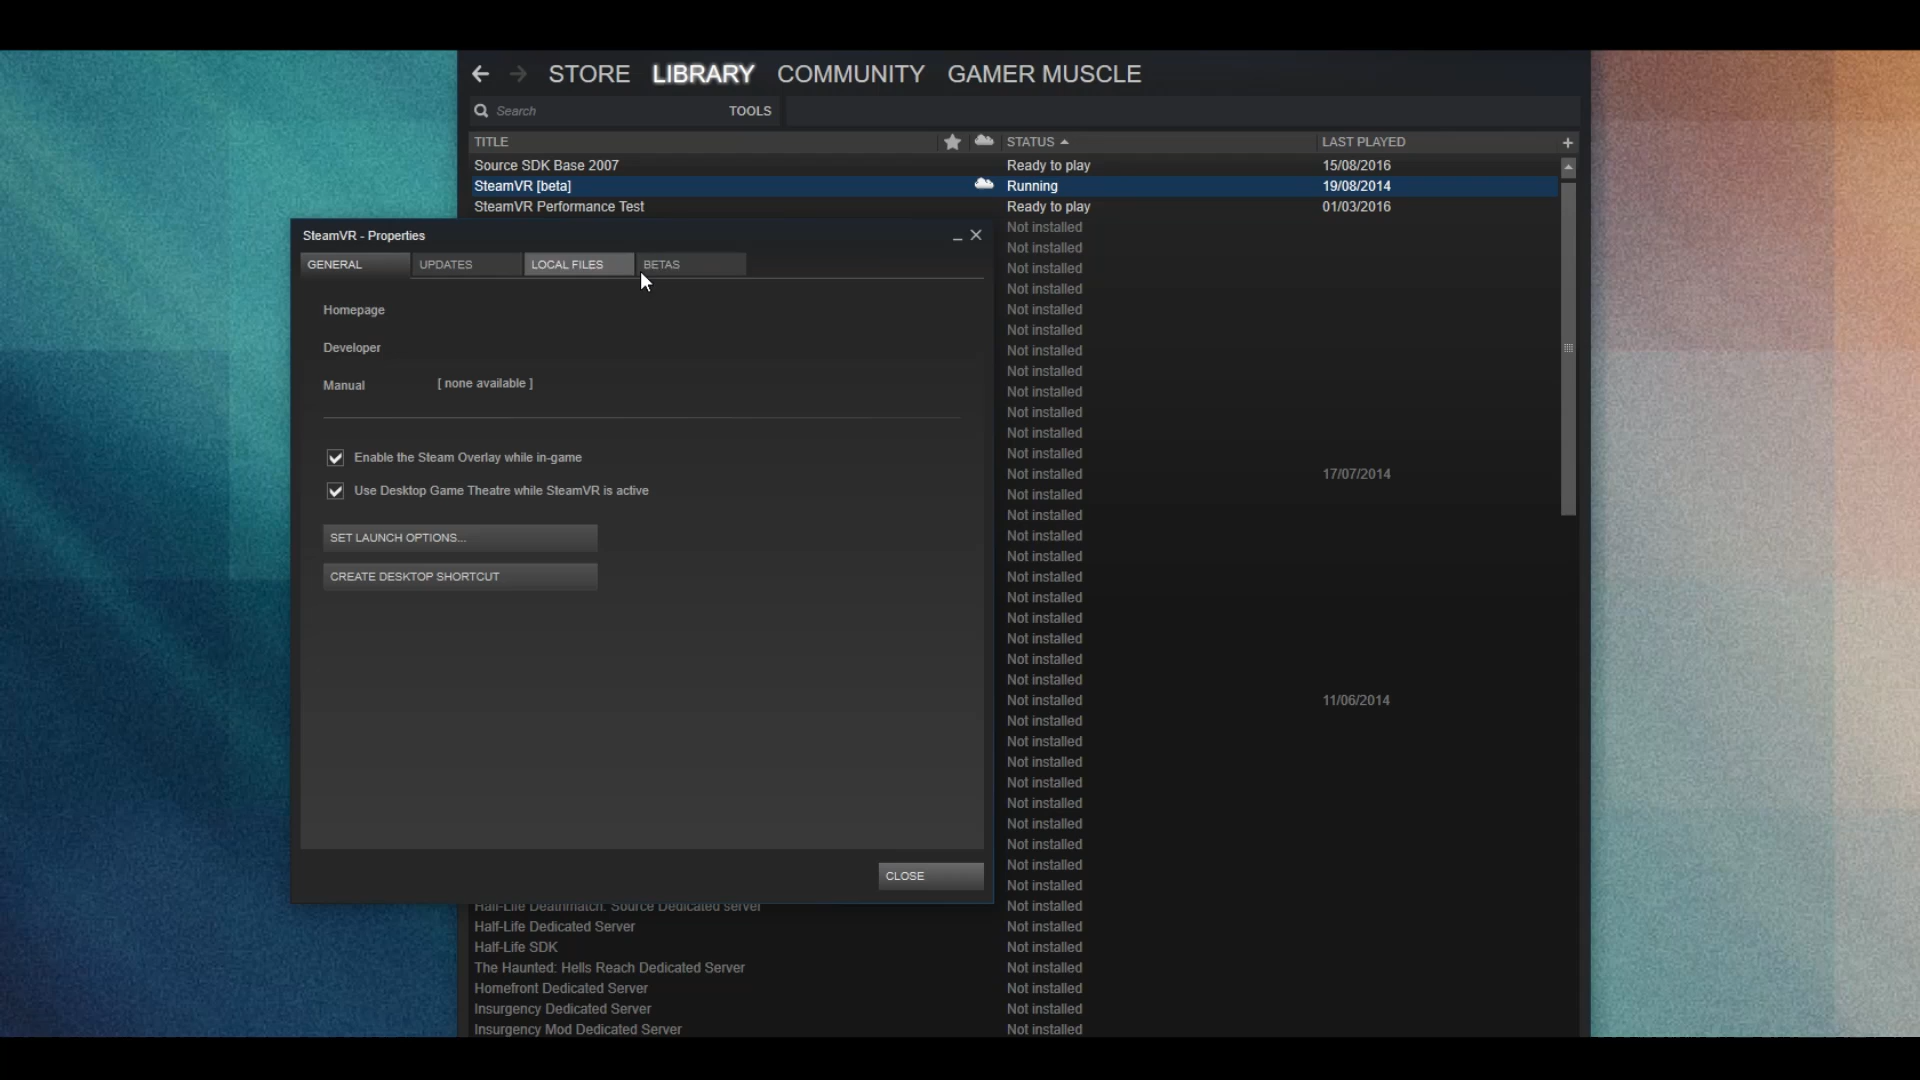 STORE LIBRARY COMMUNITY GAMER MUSCLE
Search TOOLS
TITLE STATUS LAST PLAYED +
Source SDK Base 2007 Ready to play 15/08/2016
SteamVR [beta] Running 19/08/2014
SteamVR Performance Test Ready to play 01/03/2016
SteamVR - Properties
GENERAL UPDATES LOCAL FILES BETAS
Homepage
Developer
Manual [ none available ]
Enable the Steam Overlay while in-game
Use Desktop Game Theatre while SteamVR is active
SET LAUNCH OPTIONS...
CREATE DESKTOP SHORTCUT
CLOSE
Not installed
Not installed
Not installed
Not installed
Not installed
Not installed
Not installed
Not installed
Not installed
Not installed
Not installed
Not installed
Not installed 17/07/2014
Not installed
Not installed
Not installed
Not installed
Not installed
Not installed
Not installed
Not installed
Not installed
Not installed
Not installed 11/06/2014
Not installed
Not installed
Not installed
Not installed
Not installed
Not installed
Not installed
Not installed
Not installed
Half-Life Deathmatch: Source Dedicated server Not installed
Half-Life Dedicated Server Not installed
Half-Life SDK Not installed
The Haunted: Hells Reach Dedicated Server Not installed
Homefront Dedicated Server Not installed
Insurgency Dedicated Server Not installed
Insurgency Mod Dedicated Server Not installed